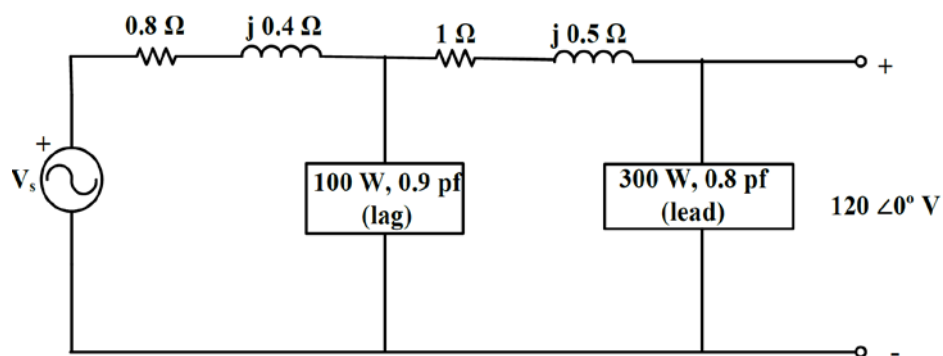 0.8 Ω
j 0.4 Ω
1 Ω
j 0.5 Ω
+
+
Vs
100 W, 0.9 pf
(lag)
300 W, 0.8 pf
(lead)
120 ∠0º V
-